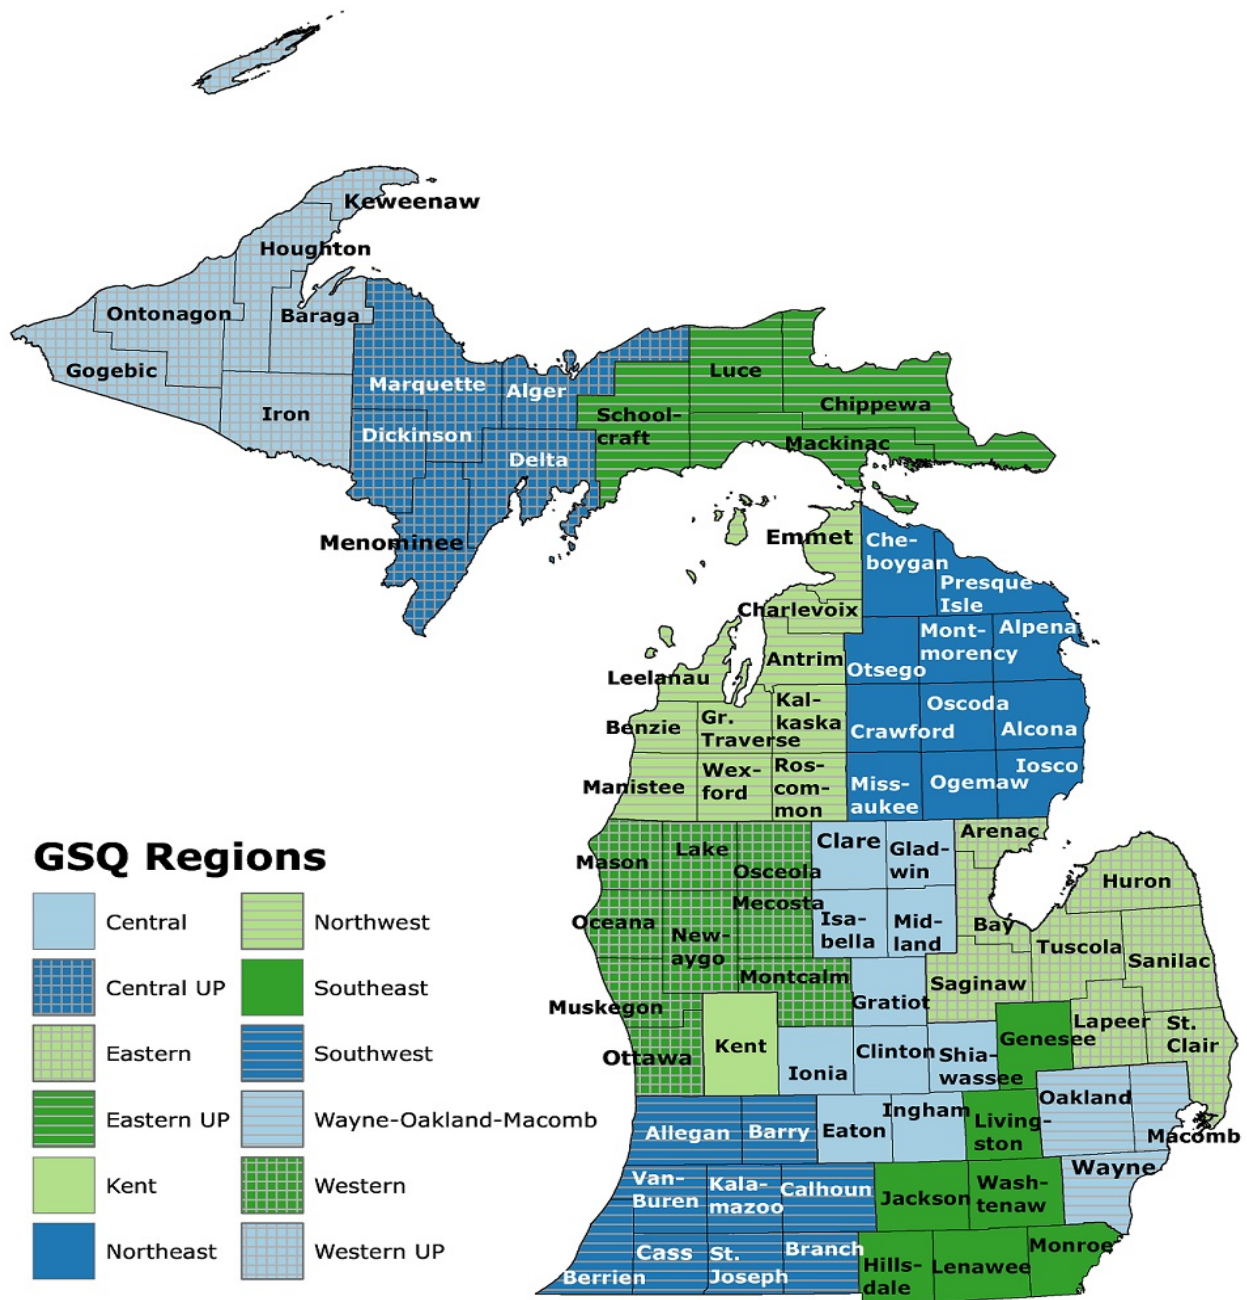 Keweenaw
Houghton
Ontonagon
Baraga
Gogebic
Iron
Marquette
Alger
Luce
Chippewa
School-
craft
Dickinson
Mackinac
Delta
Menominee
Emmet
Che-
boygan
Presque
Isle
Charlevoix
Mont-
morency
Alpena
Antrim
Otsego
Leelanau
Kal-
kaska
Benzie
Gr.
Traverse
Crawford
Oscoda
Alcona
Manistee
Wex-
ford
Ros-
com-
mon
Miss-
aukee
Ogemaw
Iosco
Mason
Lake
Osceola
Clare
Glad-
win
Arenac
Huron
Oceana
New-
aygo
Mecosta
Isa-
bella
Mid-
land
Bay
Tuscola
Sanilac
Muskegon
Montcalm
Gratiot
Saginaw
Ottawa
Kent
Ionia
Clinton
Shia-
wassee
Genesee
Lapeer
St.
Clair
Allegan
Barry
Eaton
Ingham
Living-
ston
Oakland
Macomb
Van-
Buren
Kala-
mazoo
Calhoun
Jackson
Wash-
tenaw
Wayne
Berrien
Cass
St.
Joseph
Branch
Hills-
dale
Lenawee
Monroe
GSQ Regions
Central
Central UP
Eastern
Eastern UP
Kent
Northeast
Northwest
Southeast
Southwest
Wayne-Oakland-Macomb
Western
Western UP